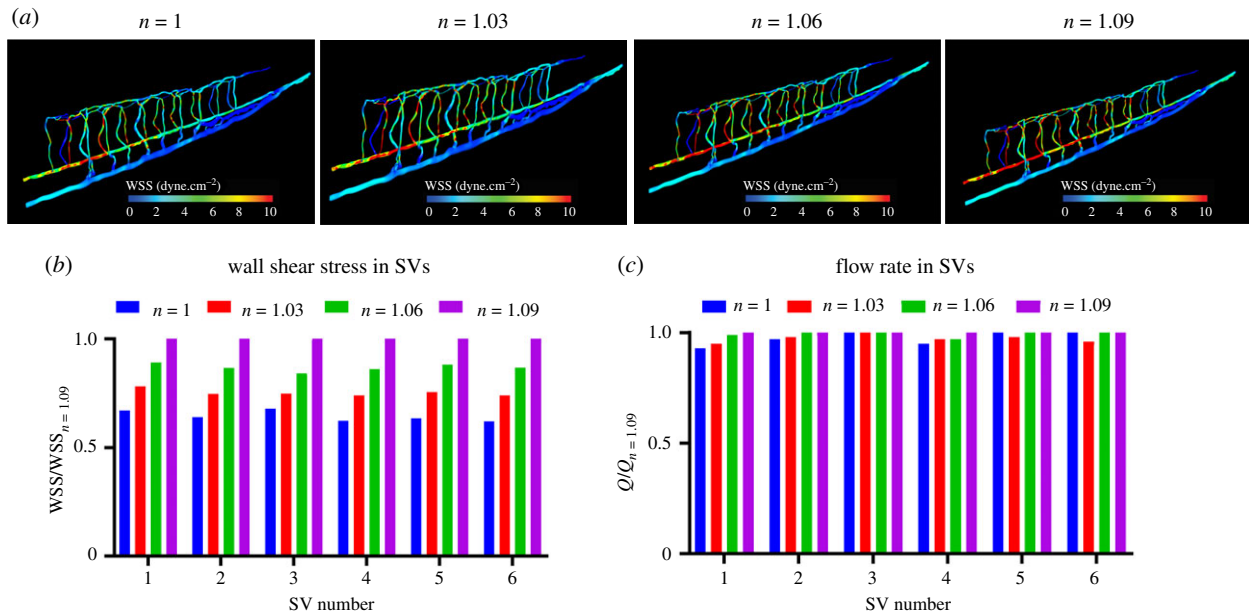 (a)
n = 1
n = 1.03
n = 1.06
n = 1.09
WSS (dyne.cm⁻²)
0 2 4 6 8 10
WSS (dyne.cm⁻²)
0 2 4 6 8 10
WSS (dyne.cm⁻²)
0 2 4 6 8 10
WSS (dyne.cm⁻²)
0 2 4 6 8 10
(b)
wall shear stress in SVs
n = 1 n = 1.03 n = 1.06 n = 1.09
WSS/WSSₙ ₌ ₁.₀₉
1.0
0.5
0
1 2 3 4 5 6
SV number
(c)
flow rate in SVs
n = 1 n = 1.03 n = 1.06 n = 1.09
Q/Qₙ ₌ ₁.₀₉
1.0
0.5
0
1 2 3 4 5 6
SV number